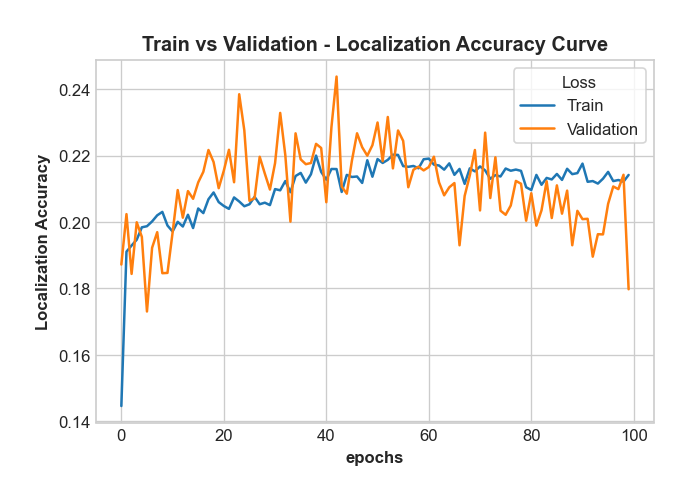 Train vs Validation - Localization Accuracy Curve
Loss
Train
Validation
Localization Accuracy
0.24
0.22
0.20
0.18
0.16
0.14
0 20 40 60 80 100
epochs